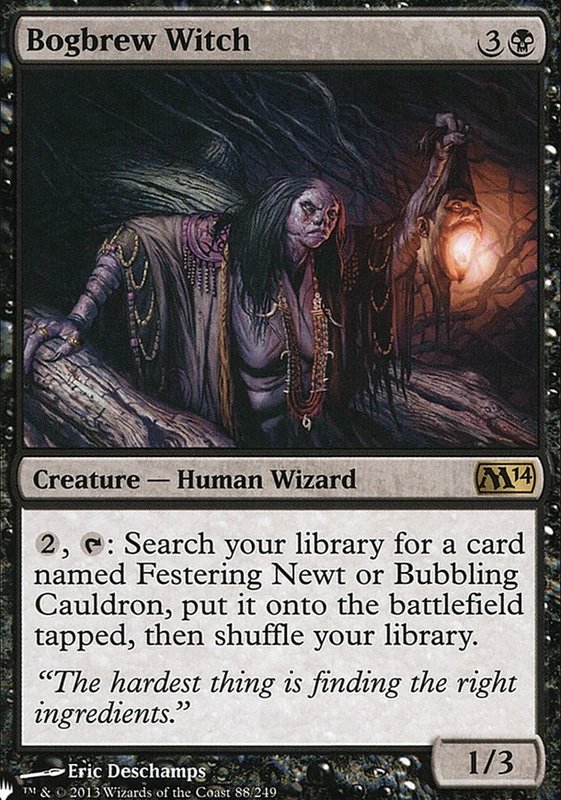 Bogbrew Witch 3
Creature — Human Wizard M14
2, : Search your library for a card
named Festering Newt or Bubbling
Cauldron, put it onto the battlefield
tapped, then shuffle your library.
“The hardest thing is finding the right
ingredients.”
1/3
Eric Deschamps
™ & © 2013 Wizards of the Coast 88/249